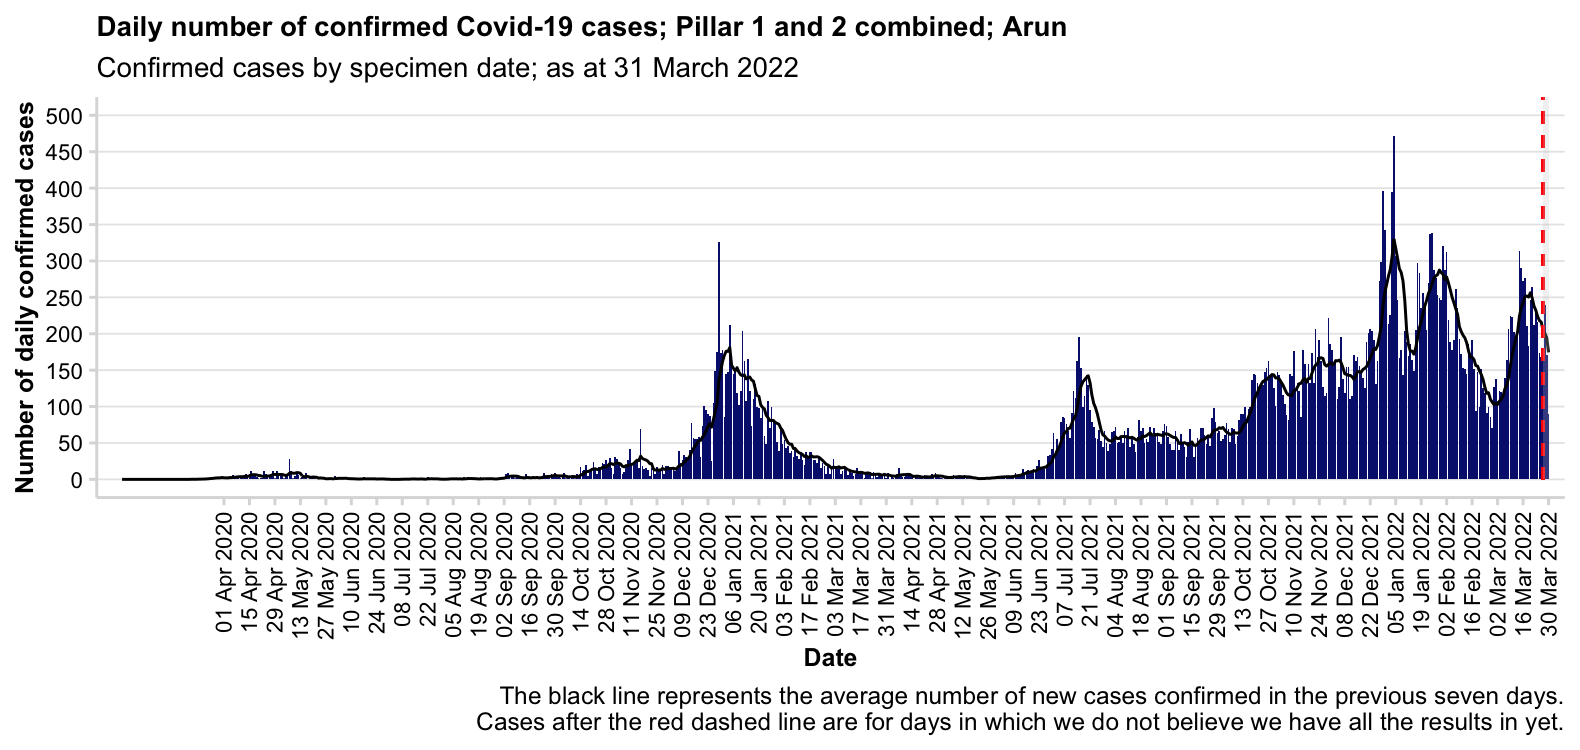 Daily number of confirmed Covid-19 cases; Pillar 1 and 2 combined; Arun
Confirmed cases by specimen date; as at 31 March 2022
Number of daily confirmed cases
500
450
400
350
300
250
200
150
100
50
0
01 Apr 2020
15 Apr 2020
29 Apr 2020
13 May 2020
27 May 2020
10 Jun 2020
24 Jun 2020
08 Jul 2020
22 Jul 2020
05 Aug 2020
19 Aug 2020
02 Sep 2020
16 Sep 2020
30 Sep 2020
14 Oct 2020
28 Oct 2020
11 Nov 2020
25 Nov 2020
09 Dec 2020
23 Dec 2020
06 Jan 2021
20 Jan 2021
03 Feb 2021
17 Feb 2021
03 Mar 2021
17 Mar 2021
31 Mar 2021
14 Apr 2021
28 Apr 2021
12 May 2021
26 May 2021
09 Jun 2021
23 Jun 2021
07 Jul 2021
21 Jul 2021
04 Aug 2021
18 Aug 2021
01 Sep 2021
15 Sep 2021
29 Sep 2021
13 Oct 2021
27 Oct 2021
10 Nov 2021
24 Nov 2021
08 Dec 2021
22 Dec 2021
05 Jan 2022
19 Jan 2022
02 Feb 2022
16 Feb 2022
02 Mar 2022
16 Mar 2022
30 Mar 2022
Date
The black line represents the average number of new cases confirmed in the previous seven days.
Cases after the red dashed line are for days in which we do not believe we have all the results in yet.